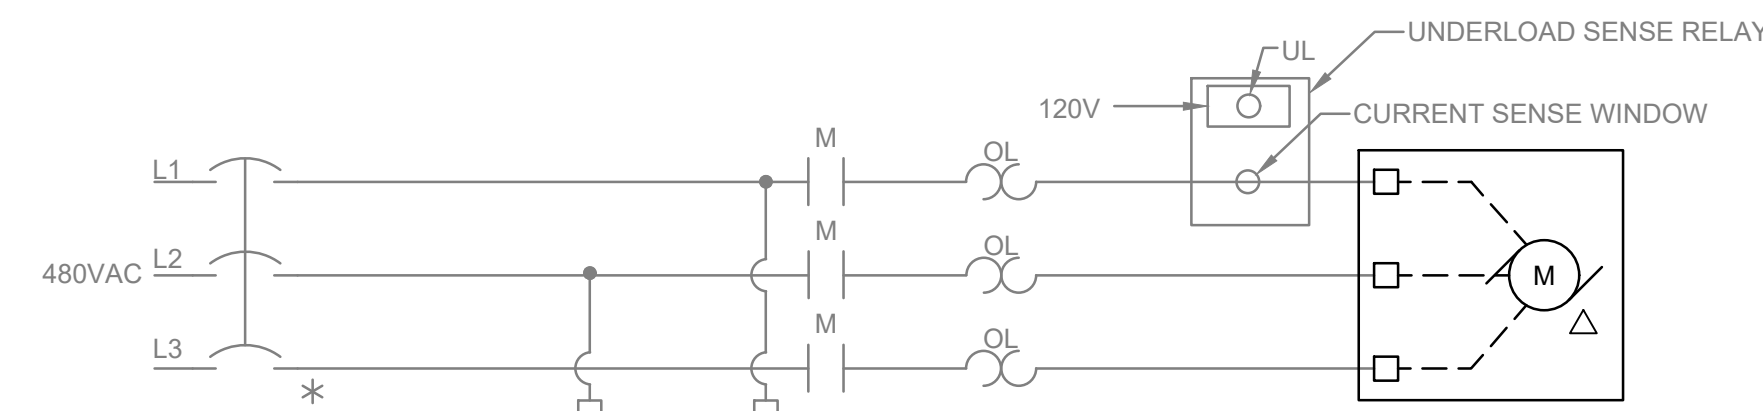 UNDERLOAD SENSE RELAY
UL
120V
CURRENT SENSE WINDOW
M
OL
L1
M
OL
480VAC
L2
M
M
OL
L3
*